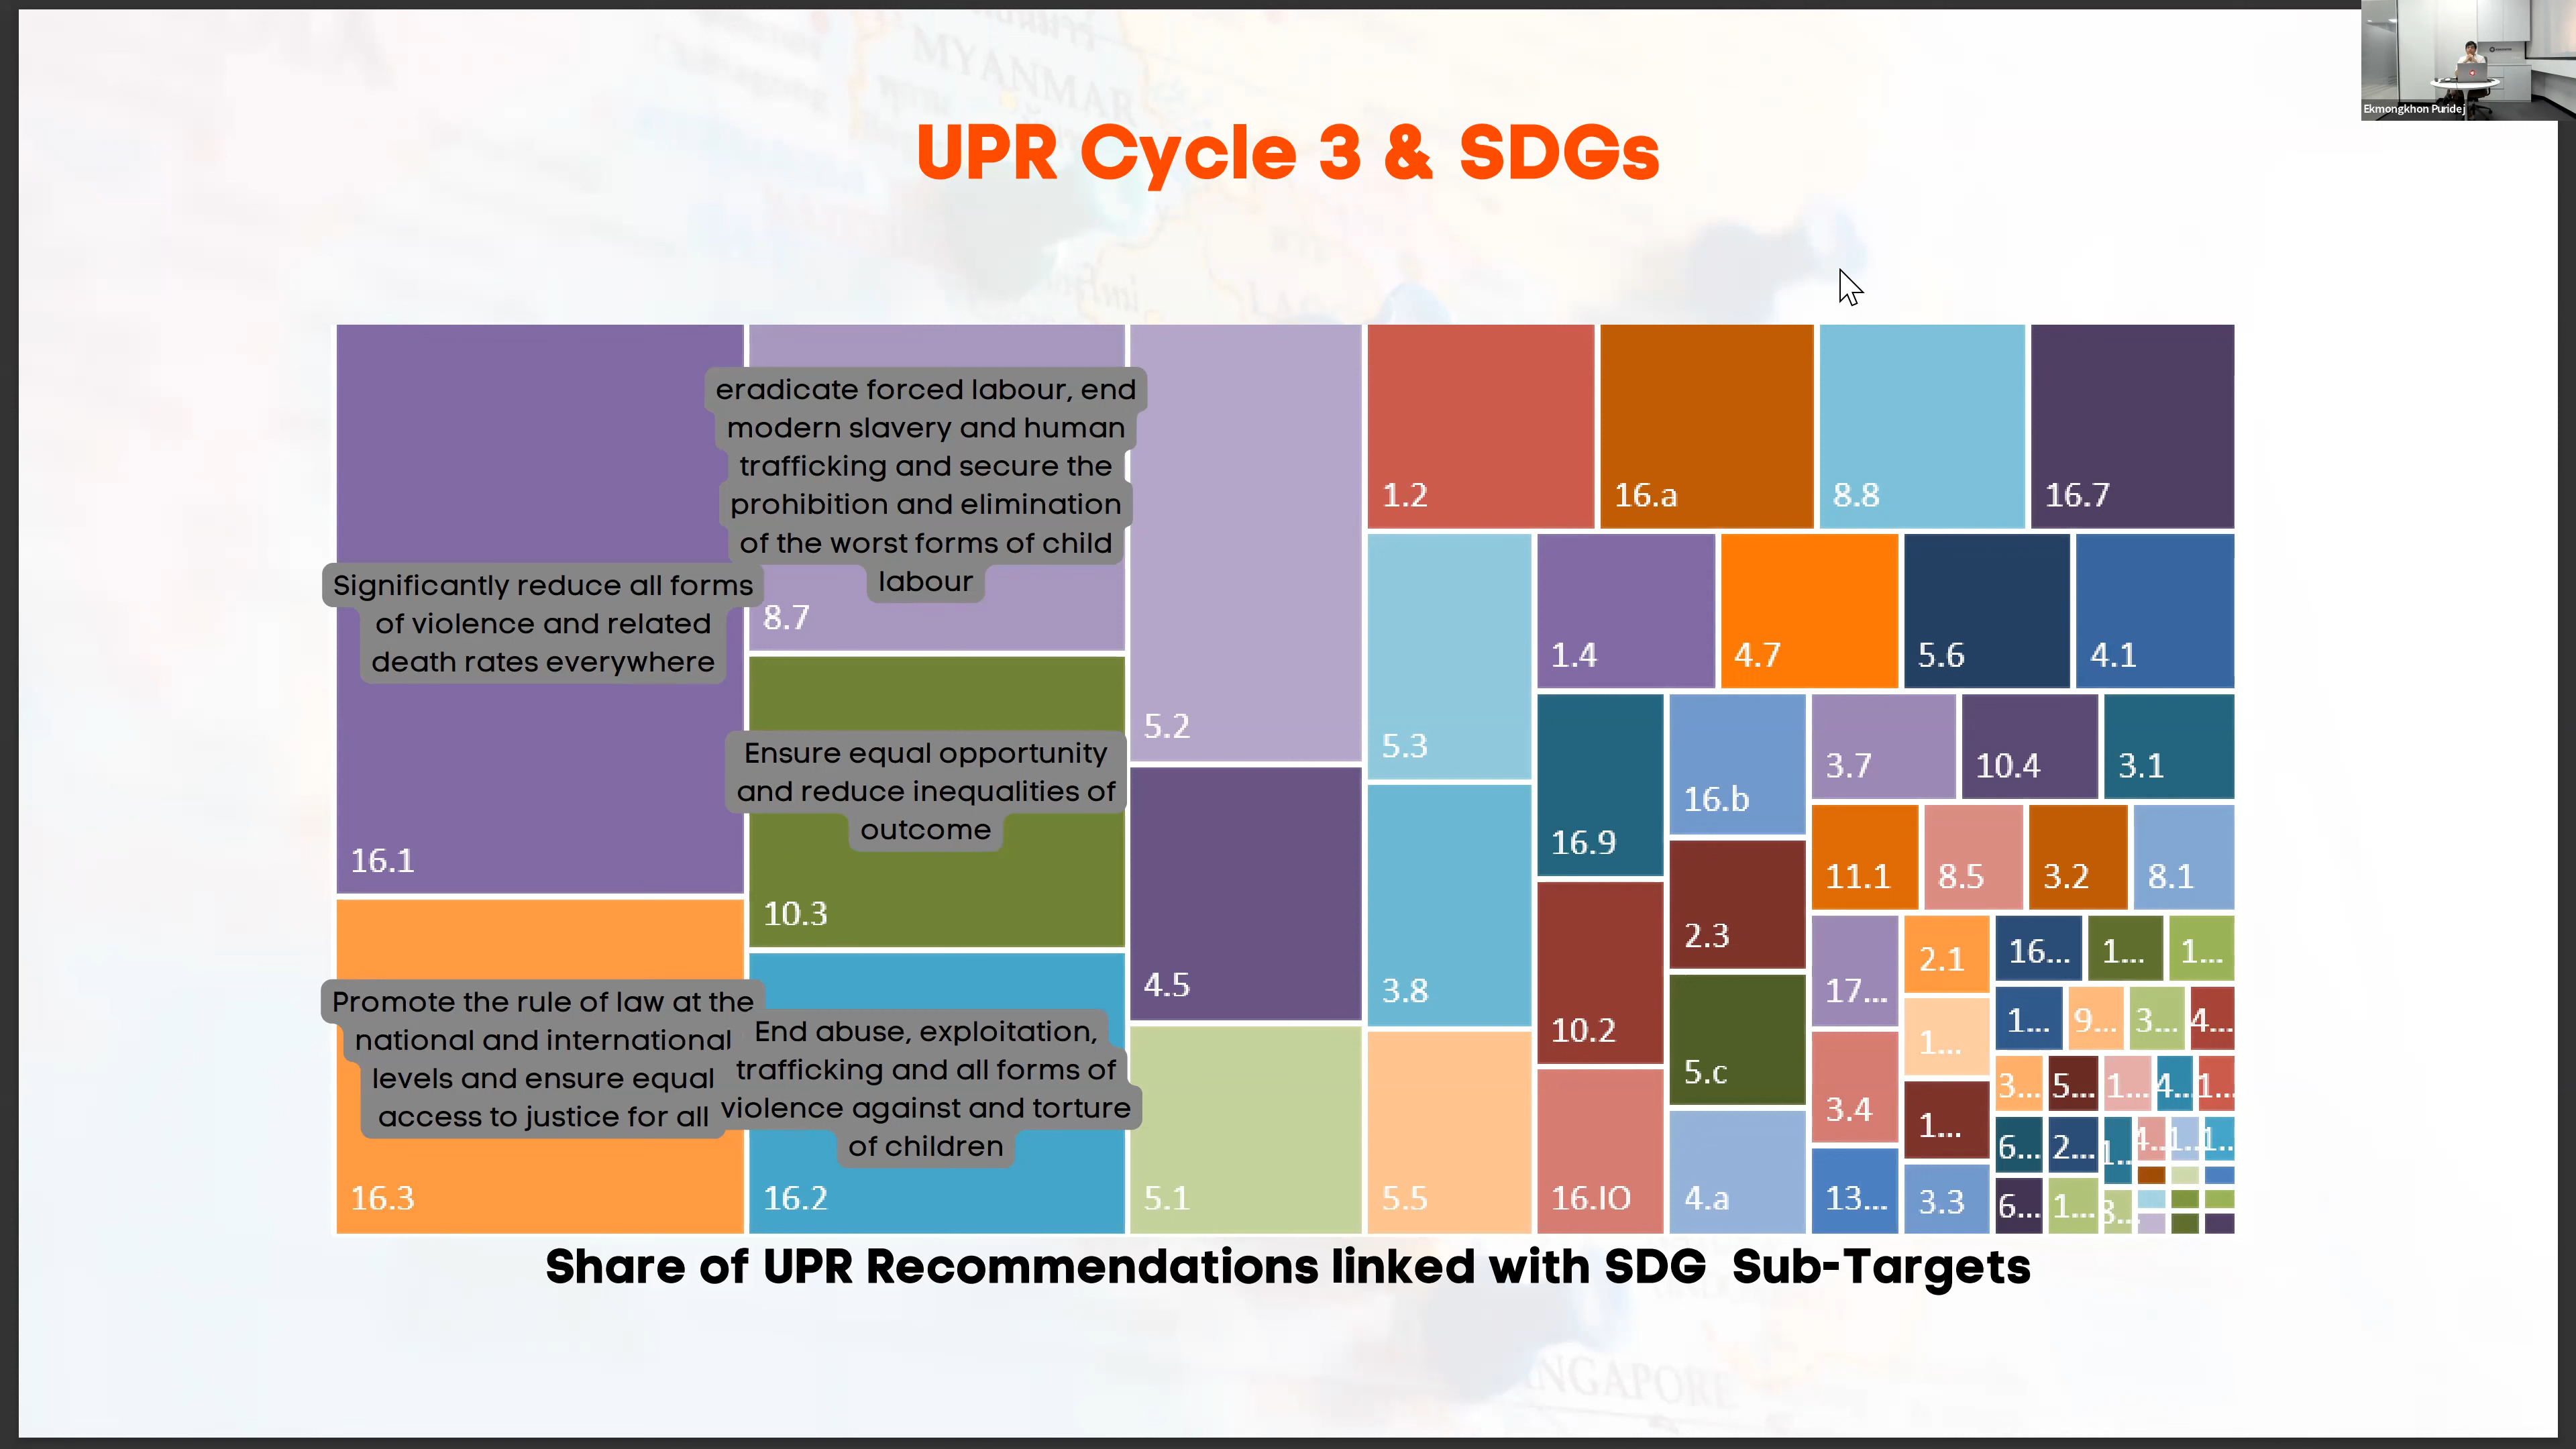 MYANMAR
Ekmongkhon Puridej
UPR Cycle 3 & SDGs
eradicate forced labour, end
modern slavery and human
trafficking and secure the
prohibition and elimination
of the worst forms of child
labour
8.7
Significantly reduce all forms
of violence and related
death rates everywhere
16.1
Ensure equal opportunity
and reduce inequalities of
outcome
10.3
Promote the rule of law at the
national and international
levels and ensure equal
access to justice for all
16.3
End abuse, exploitation,
trafficking and all forms of
violence against and torture
of children
16.2
5.2
4.5
5.1
1.2
16.a
8.8
16.7
5.3
1.4
4.7
5.6
4.1
3.8
5.5
16.9
16.b
3.7
10.4
3.1
11.1
8.5
3.2
8.1
10.2
2.3
5.c
16.IO
4.a
17...
2.1
16...
1...
1...
1...
1...
9...
3...
4...
3.4
1...
3...
5...
1...
4...
1...
13...
3.3
6...
2...
1...
4...
1...
1...
6...
1...
3...
Share of UPR Recommendations linked with SDG Sub-Targets
NGAPORE